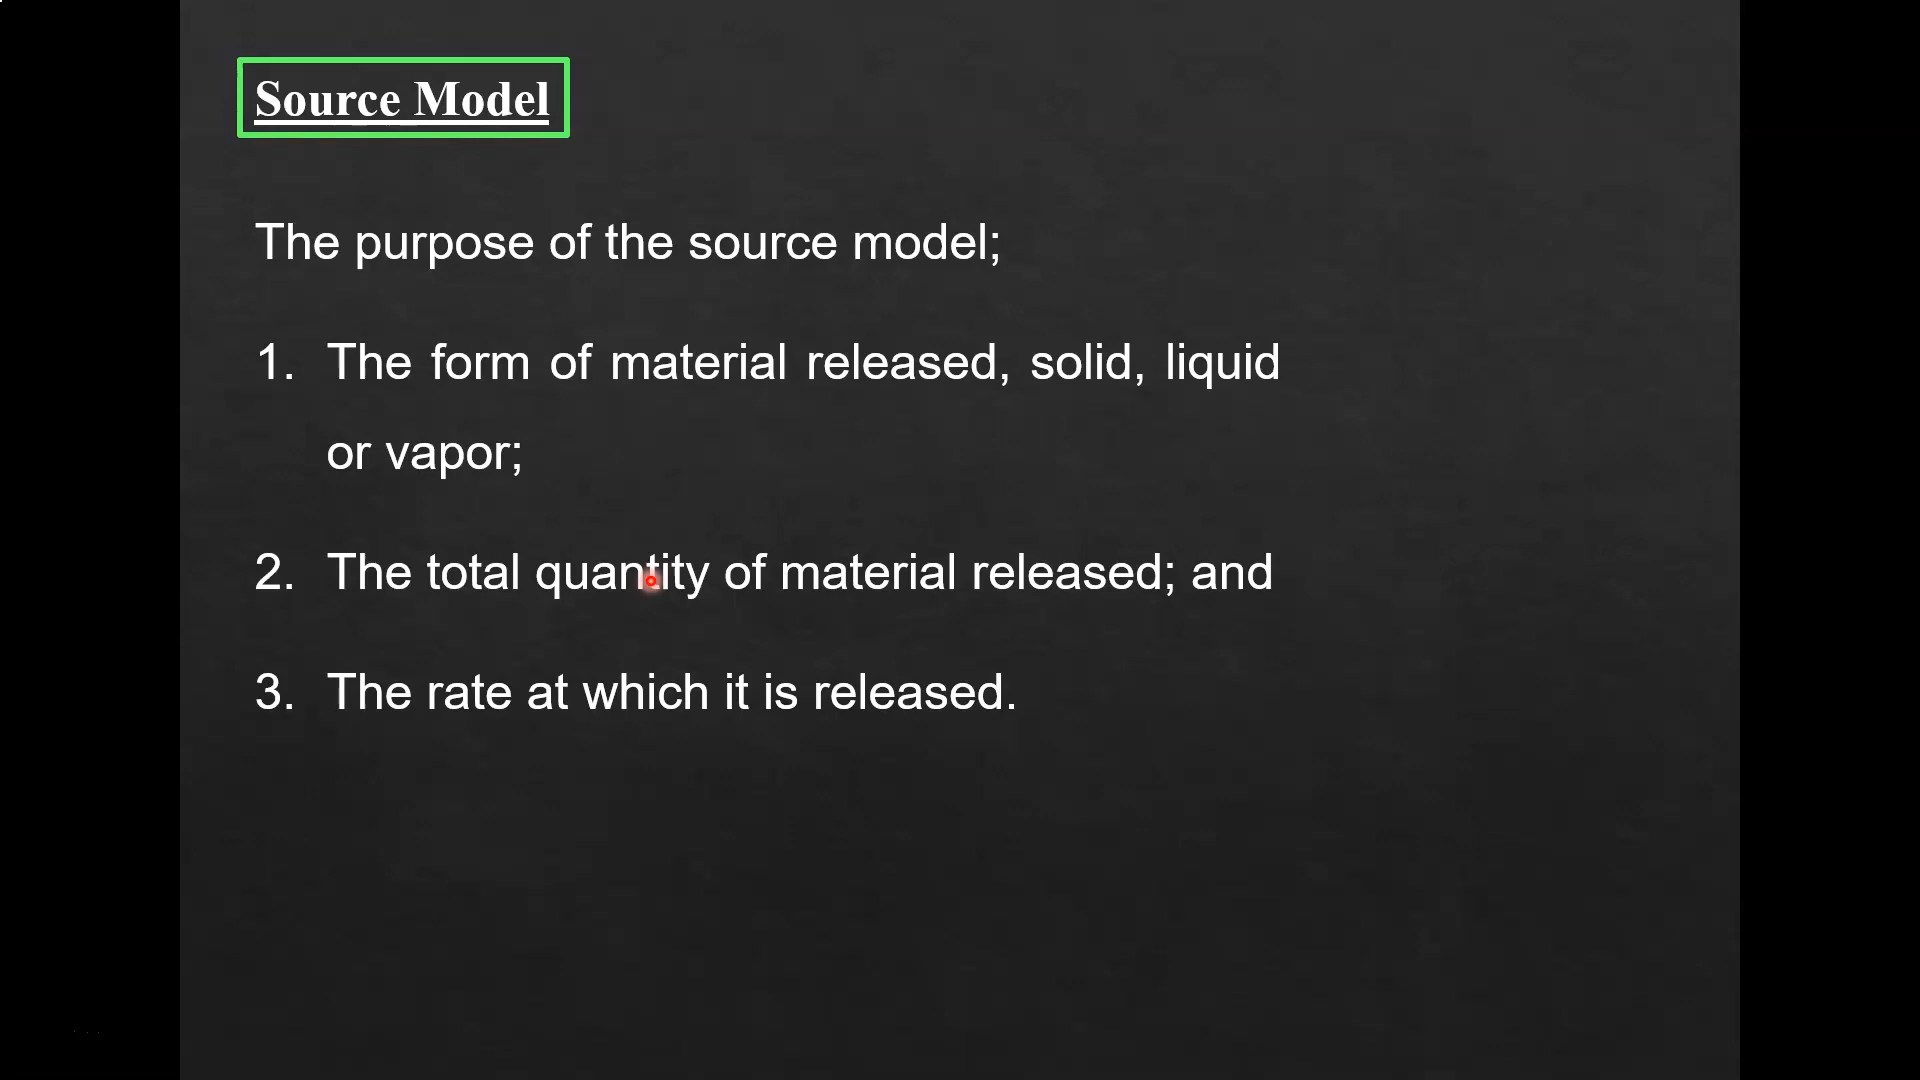 Source Model
The purpose of the source model;
1. The form of material released, solid, liquid
or vapor;
2. The total quantity of material released; and
3. The rate at which it is released.